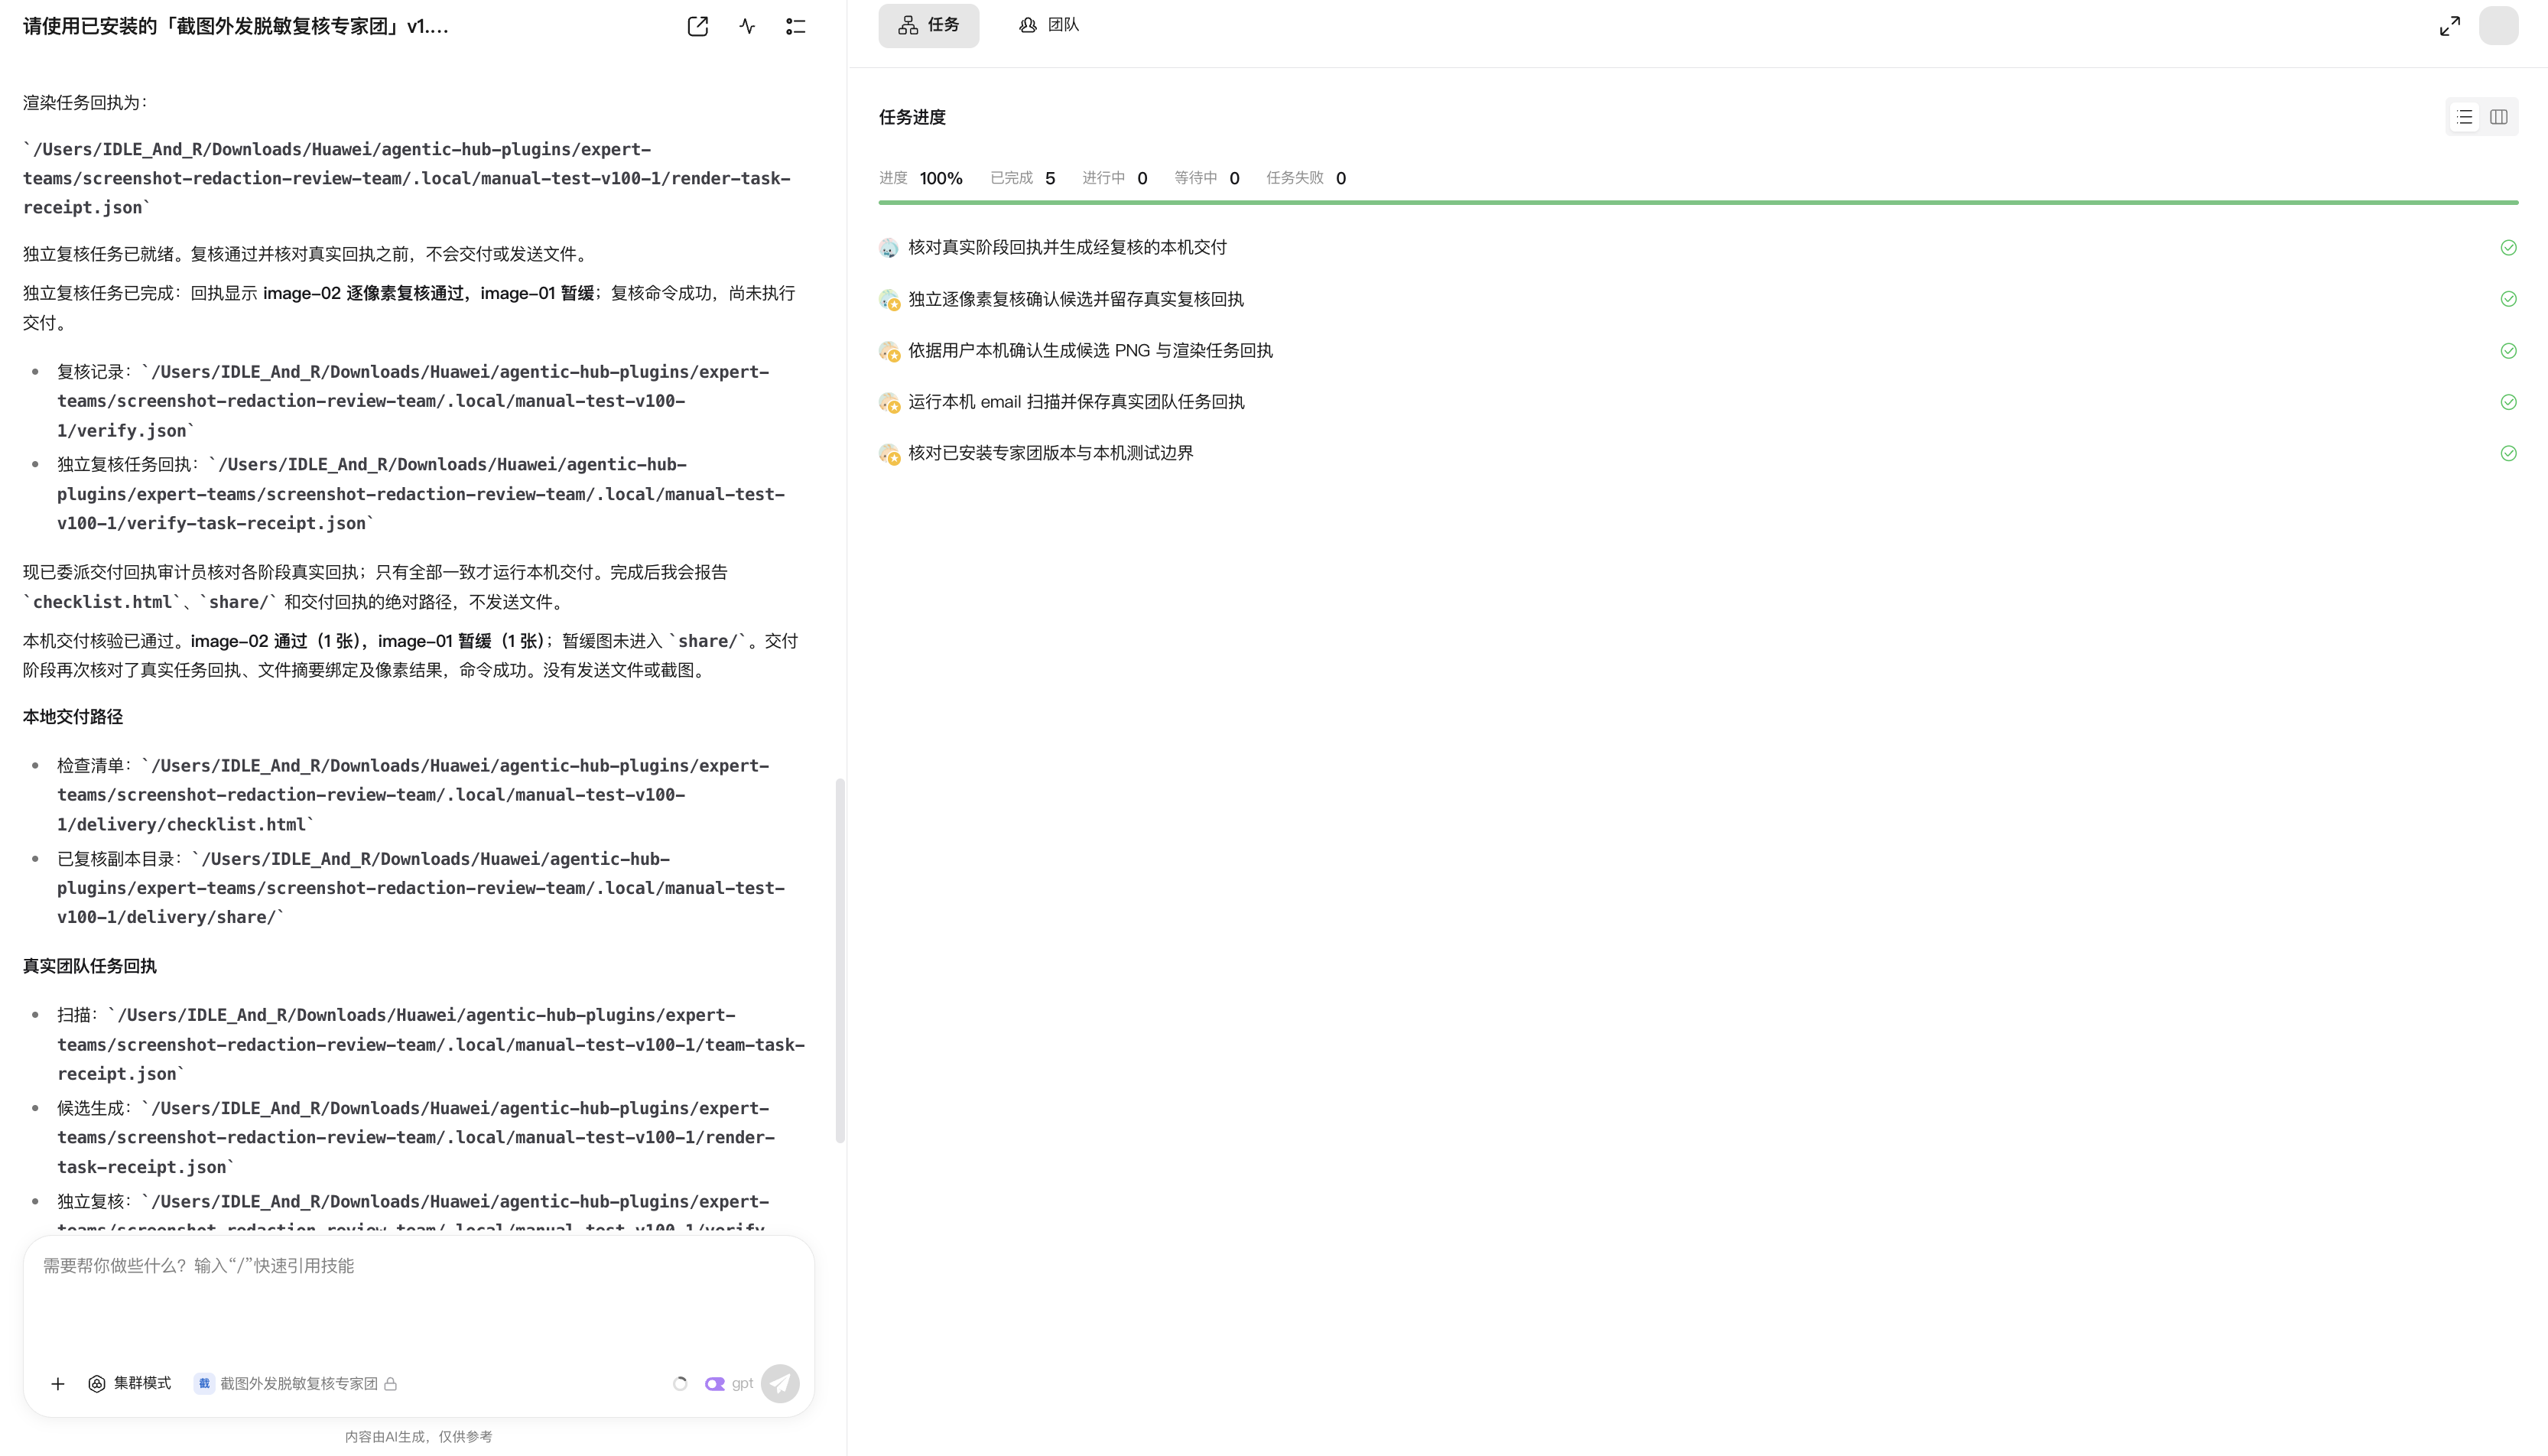 请使用已安装的「截图外发脱敏复核专家团」v1.…
渲染任务回执为：
`/Users/IDLE_And_R/Downloads/Huawei/agentic-hub-plugins/expert-
teams/screenshot-redaction-review-team/.local/manual-test-v100-1/render-task-
receipt.json`
独立复核任务已就绪。复核通过并核对真实回执之前，不会交付或发送文件。
独立复核任务已完成：回执显示 image-02 逐像素复核通过，image-01 暂缓；复核命令成功，尚未执行
交付。
复核记录：`/Users/IDLE_And_R/Downloads/Huawei/agentic-hub-plugins/expert-
teams/screenshot-redaction-review-team/.local/manual-test-v100-
1/verify.json`
独立复核任务回执：`/Users/IDLE_And_R/Downloads/Huawei/agentic-hub-
plugins/expert-teams/screenshot-redaction-review-team/.local/manual-test-
v100-1/verify-task-receipt.json`
现已委派交付回执审计员核对各阶段真实回执；只有全部一致才运行本机交付。完成后我会报告
`checklist.html`、`share/` 和交付回执的绝对路径，不发送文件。
本机交付核验已通过。image-02 通过（1 张），image-01 暂缓（1 张）；暂缓图未进入 `share/`。交付
阶段再次核对了真实任务回执、文件摘要绑定及像素结果，命令成功。没有发送文件或截图。
本地交付路径
检查清单：`/Users/IDLE_And_R/Downloads/Huawei/agentic-hub-plugins/expert-
teams/screenshot-redaction-review-team/.local/manual-test-v100-
1/delivery/checklist.html`
已复核副本目录：`/Users/IDLE_And_R/Downloads/Huawei/agentic-hub-
plugins/expert-teams/screenshot-redaction-review-team/.local/manual-test-
v100-1/delivery/share/`
真实团队任务回执
扫描：`/Users/IDLE_And_R/Downloads/Huawei/agentic-hub-plugins/expert-
teams/screenshot-redaction-review-team/.local/manual-test-v100-1/team-task-
receipt.json`
候选生成：`/Users/IDLE_And_R/Downloads/Huawei/agentic-hub-plugins/expert-
teams/screenshot-redaction-review-team/.local/manual-test-v100-1/render-
task-receipt.json`
独立复核：`/Users/IDLE_And_R/Downloads/Huawei/agentic-hub-plugins/expert-
teams/screenshot-redaction-review-team/.local/manual-test-v100-1/verify-
需要帮你做些什么？输入“/”快速引用技能
集群模式
截 截图外发脱敏复核专家团
gpt
内容由AI生成，仅供参考
任务
团队
任务进度
进度 100% 已完成 5 进行中 0 等待中 0 任务失败 0
核对真实阶段回执并生成经复核的本机交付
独立逐像素复核确认候选并留存真实复核回执
依据用户本机确认生成候选 PNG 与渲染任务回执
运行本机 email 扫描并保存真实团队任务回执
核对已安装专家团版本与本机测试边界